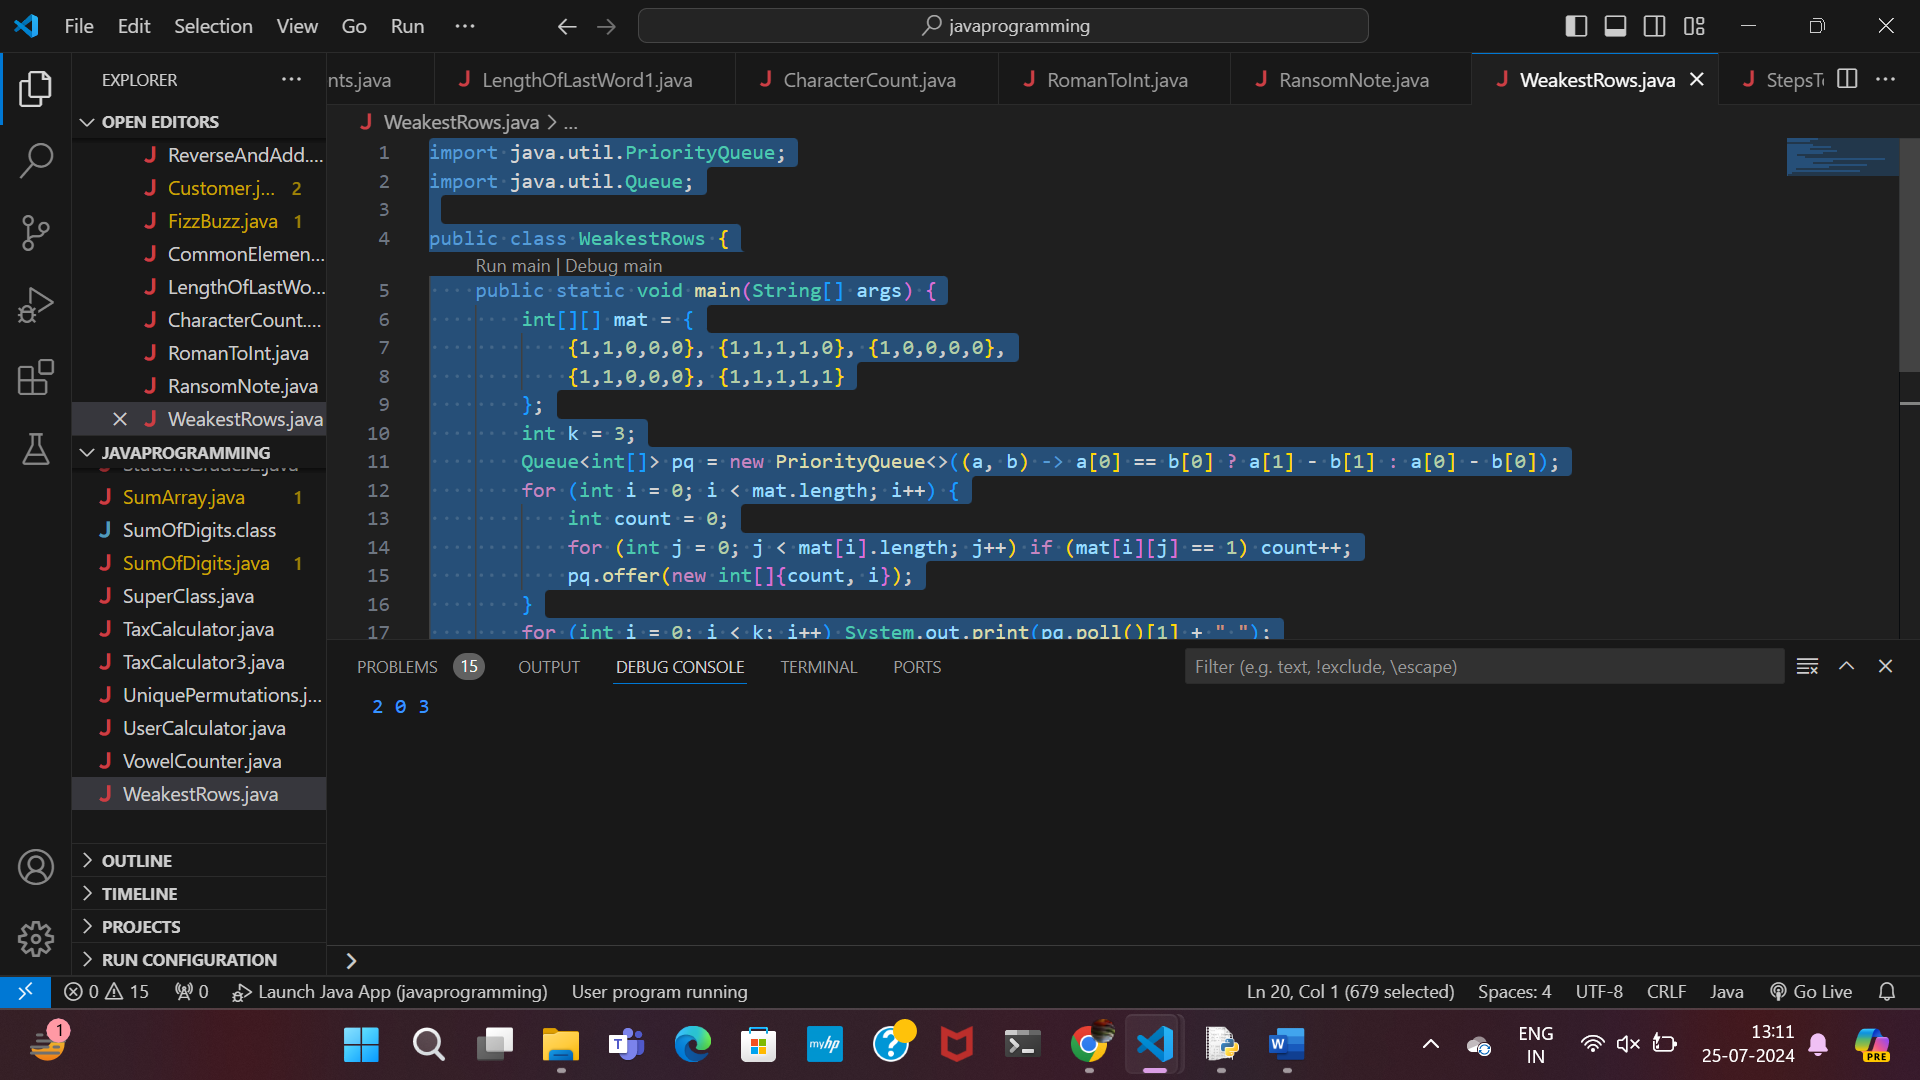 File Edit Selection View Go Run ... javaprogramming
EXPLORER ...
nts.java LengthOfLastWord1.java CharacterCount.java RomanToInt.java RansomNote.java WeakestRows.java ...
OPEN EDITORS
ReverseAndAdd....
Customer.j... 2
FizzBuzz.java 1
CommonElemen...
LengthOfLastWo...
CharacterCount....
RomanToInt.java
RansomNote.java
WeakestRows.java
JAVAPROGRAMMING
StudentGrades2.java
SumArray.java 1
SumOfDigits.class
SumOfDigits.java 1
SuperClass.java
TaxCalculator.java
TaxCalculator3.java
UniquePermutations.j...
UserCalculator.java
VowelCounter.java
WeakestRows.java
OUTLINE
TIMELINE
PROJECTS
RUN CONFIGURATION
WeakestRows.java > ...
1 import java.util.PriorityQueue;
2 import java.util.Queue;
3
4 public class WeakestRows {
Run main | Debug main
5 public static void main(String[] args) {
6 int[][] mat = {
7 {1,1,0,0,0}, {1,1,1,1,0}, {1,0,0,0,0},
8 {1,1,0,0,0}, {1,1,1,1,1}
9 };
10 int k = 3;
11 Queue<int[]> pq = new PriorityQueue<>((a, b) -> a[0] == b[0] ? a[1] - b[1] : a[0] - b[0]);
12 for (int i = 0; i < mat.length; i++) {
13 int count = 0;
14 for (int j = 0; j < mat[i].length; j++) if (mat[i][j] == 1) count++;
15 pq.offer(new int[]{count, i});
16 }
17 for (int i = 0; i < k; i++) System.out.print(pq.poll()[1] + " ");
PROBLEMS 15 OUTPUT DEBUG CONSOLE TERMINAL PORTS Filter (e.g. text, !exclude, \escape)
2 0 3
>
0 15 0 Launch Java App (javaprogramming) User program running Ln 20, Col 1 (679 selected) Spaces: 4 UTF-8 CRLF Java Go Live
1
myhp
ENG
IN
13:11
25-07-2024
PRE